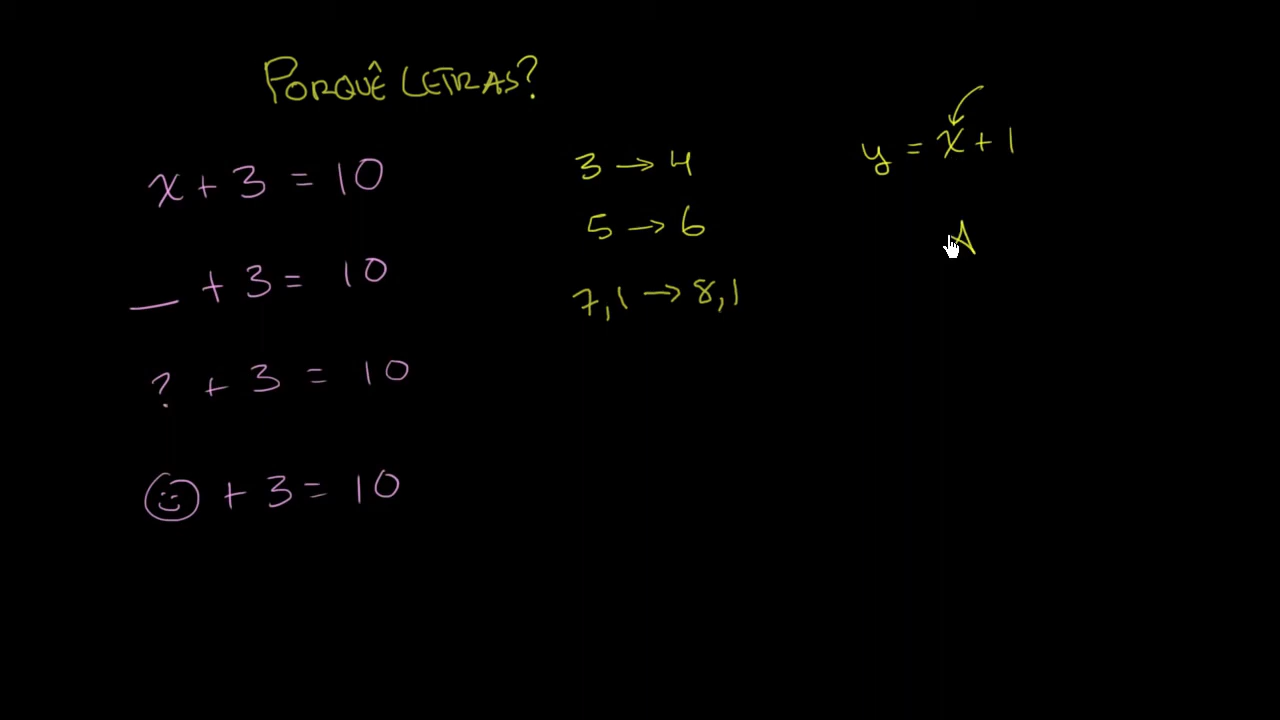 PORQUÊ LETRAS?
x + 3 = 10
__ + 3 = 10
? + 3 = 10
☺ + 3 = 10
3 → 4
5 → 6
7,1 → 8,1
y = x + 1
A